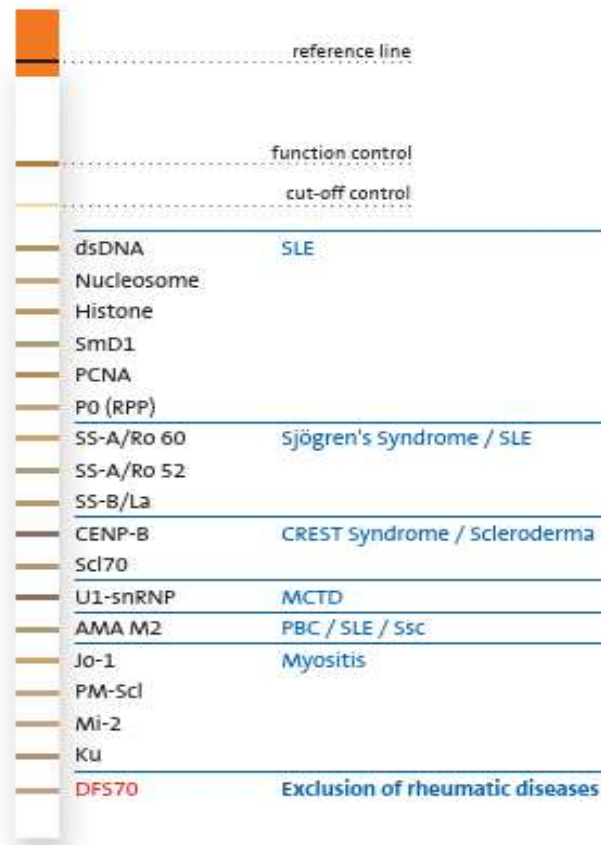 reference line
function control
cut-off control
dsDNA SLE
Nucleosome
Histone
SmD1
PCNA
P0 (RPP)
SS-A/Ro 60 Sjögren's Syndrome / SLE
SS-A/Ro 52
SS-B/La
CENP-B CREST Syndrome / Scleroderma
Scl70
U1-snRNP MCTD
AMA M2 PBC / SLE / Ssc
Jo-1 Myositis
PM-Scl
Mi-2
Ku
DFS70 Exclusion of rheumatic diseases